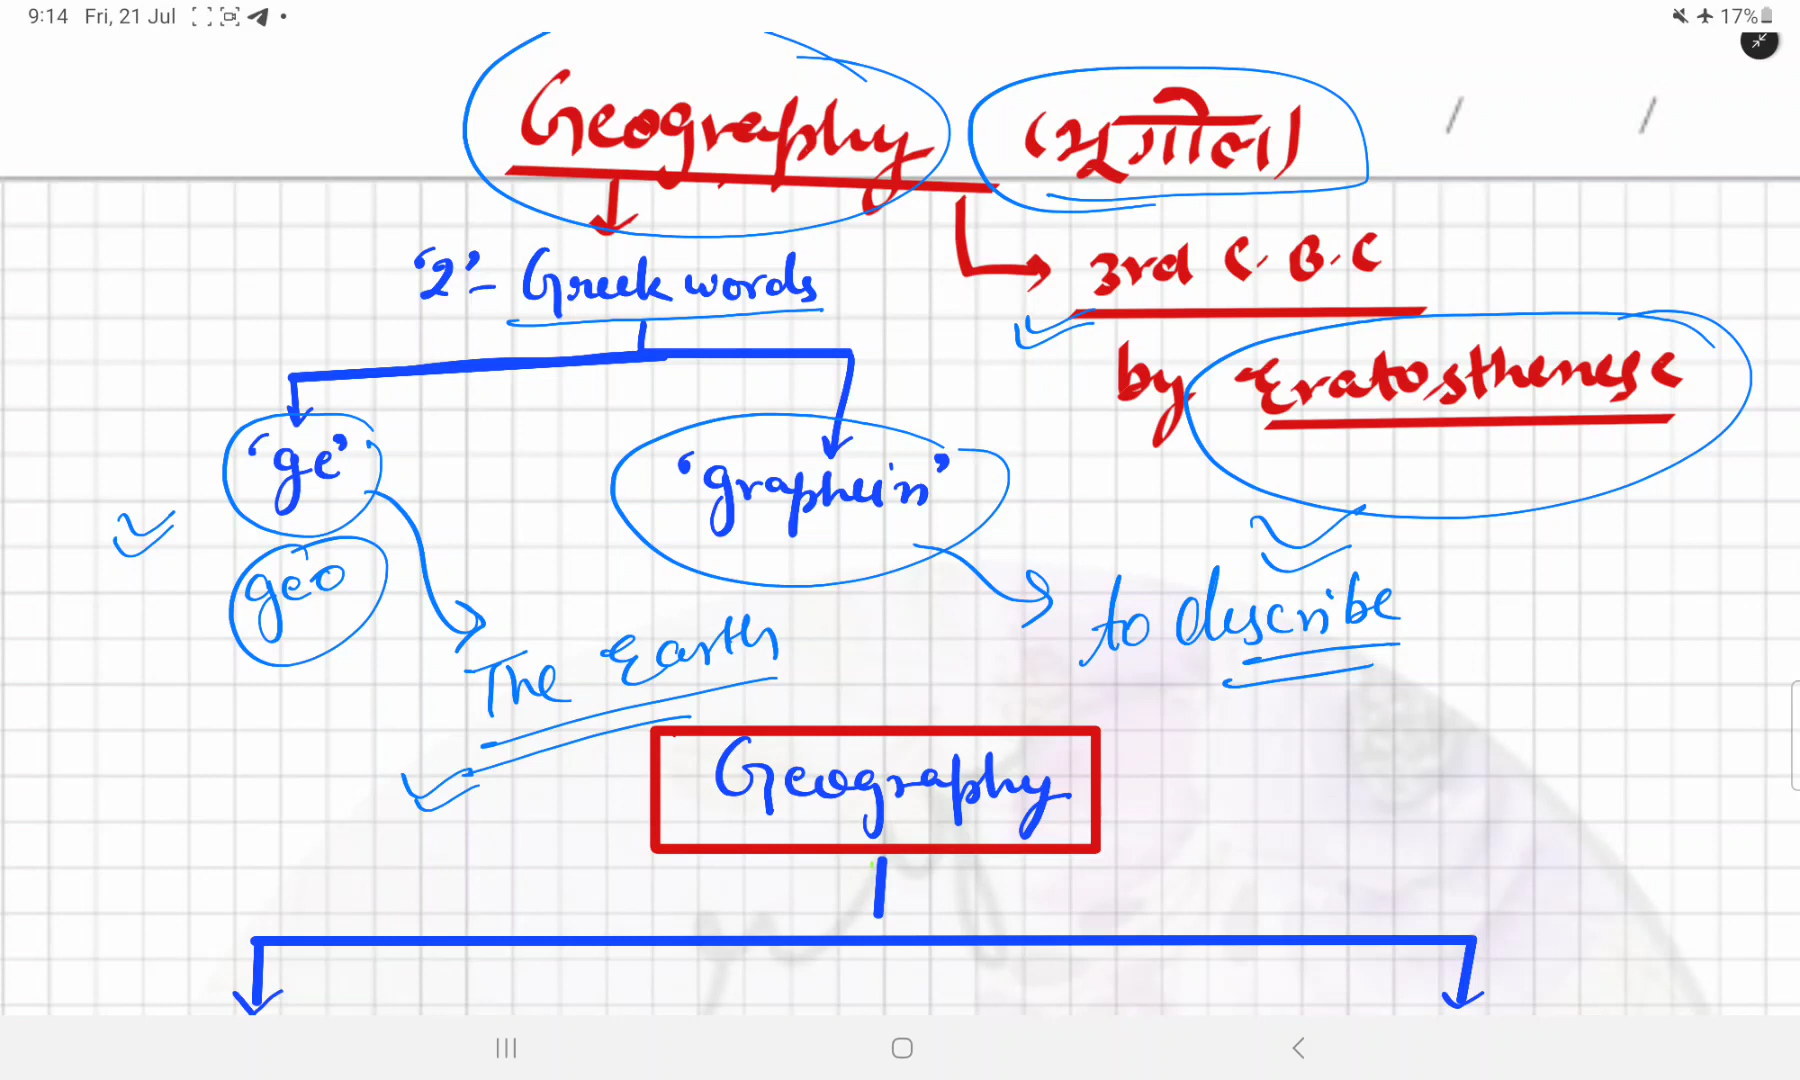 9:14 Fri, 21 Jul
17%
Geography (भूगोल)
'2'- Greek words
3rd C. B. C
by Eratosthenese
'ge'
'graphein'
geo
The Earth
to describe
Geography